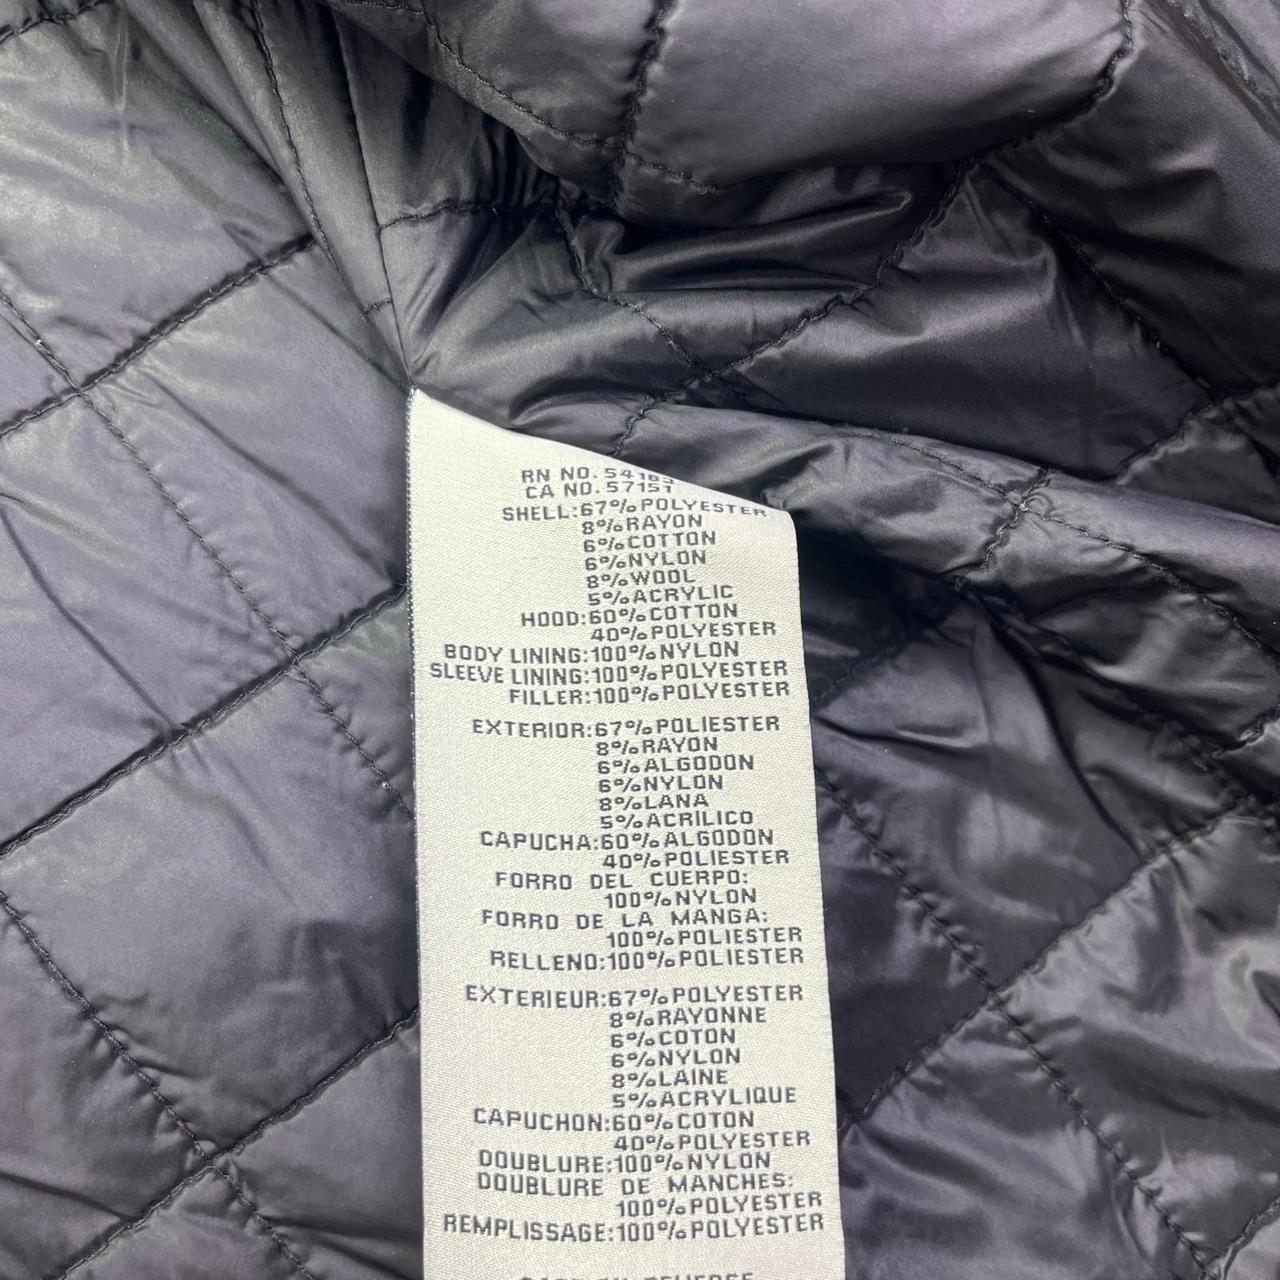 RN NO. 54163
CA NO. 57151
SHELL:67%POLYESTER
8%RAYON
6%COTTON
6%NYLON
8%WOOL
5%ACRYLIC
HOOD:60%COTTON
40%POLYESTER
BODY LINING:100%NYLON
SLEEVE LINING:100%POLYESTER
FILLER:100%POLYESTER
EXTERIOR:67%POLIESTER
8%RAYON
6%ALGODON
6%NYLON
8%LANA
5%ACRILICO
CAPUCHA:60%ALGODON
40%POLIESTER
FORRO DEL CUERPO:
100%NYLON
FORRO DE LA MANGA:
100%POLIESTER
RELLENO:100%POLIESTER
EXTERIEUR:67%POLYESTER
8%RAYONNE
6%COTON
6%NYLON
8%LAINE
5%ACRYLIQUE
CAPUCHON:60%COTON
40%POLYESTER
DOUBLURE:100%NYLON
DOUBLURE DE MANCHES:
100%POLYESTER
REMPLISSAGE:100%POLYESTER